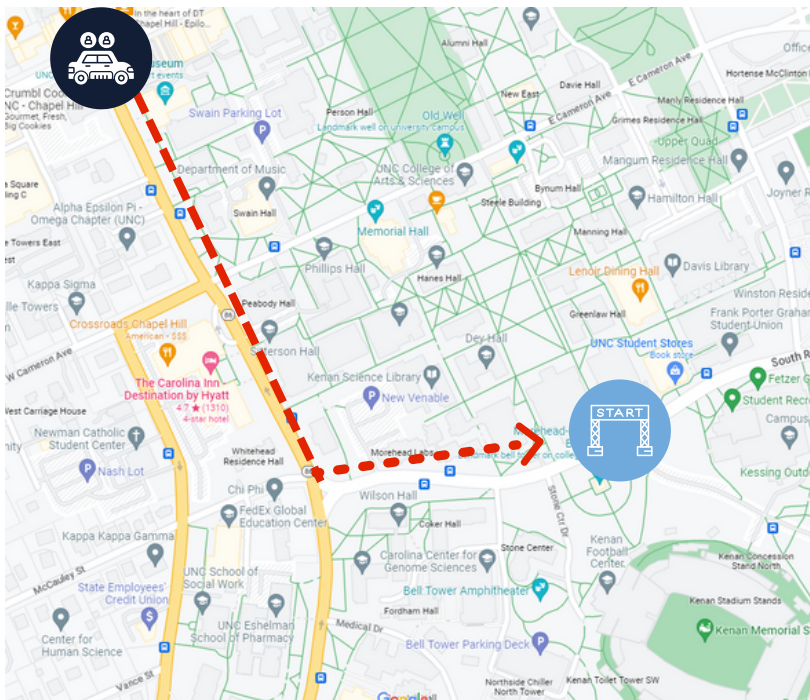 In the heart of DT
Chapel Hill - Epilo...
Alumni Hall
Office
Hortense McClinton
E Cameron Ave
Davie Hall
New East
Manly Residence Hall
Crumbl Coo
NC - Chapel Hill
Gourmet, Fresh,
Big Cookies
Swain Parking Lot
Person Hall
Old Well
Landmark well on university campus
E Cameron Ave
Grimes Residence Hall
Upper Quad
Mangum Residence Hall
Department of Music
UNC College of
Arts & Sciences
Bynum Hall
Hamilton Hall
Joyner R
Alpha Epsilon Pi -
Omega Chapter (UNC)
Swain Hall
Steele Building
Memorial Hall
Manning Hall
e Towers East
Phillips Hall
Hanes Hall
Lenoir Dining Hall
Davis Library
Kappa Sigma
Peabody Hall
Winston Reside
Crossroads Chapel Hill
American - $$$
86
Greenlaw Hall
Frank Porter Graham
Student Union
Dey Hall
UNC Student Stores
Book store
South R
W Cameron Ave
The Carolina Inn -
Destination by Hyatt
4.7 ★ (1310)
4-star hotel
Kenan Science Library
New Venable
Fetzer G
Student Recre
West Carriage House
START
Campus
Newman Catholic
Student Center
Whitehead
Residence Hall
Morehead Labs
Morehead-
Landmark bell tower on colleg
Nash Lot
86
Kessing Outd
Chi Phi
Wilson Hall
Stone Ctr Dr
FedEx Global
Education Center
Coker Hall
Kappa Kappa Gamma
Stone Center
Kenan
Football
Center
Carolina Center for
Genome Sciences
Kenan Concession
Stand North
McCauley St
UNC School of
Social Work
State Employees'
Credit Union
Bell Tower Amphitheater
Kenan Stadium Stands
Fordham Hall
UNC Eshelman
School of Pharmacy
Medical Dr
Kenan Memorial S
Center for
Human Science
Bell Tower Parking Deck
Vance St
Northside Chiller
North Tower
Kenan Toilet Tower SW
Google